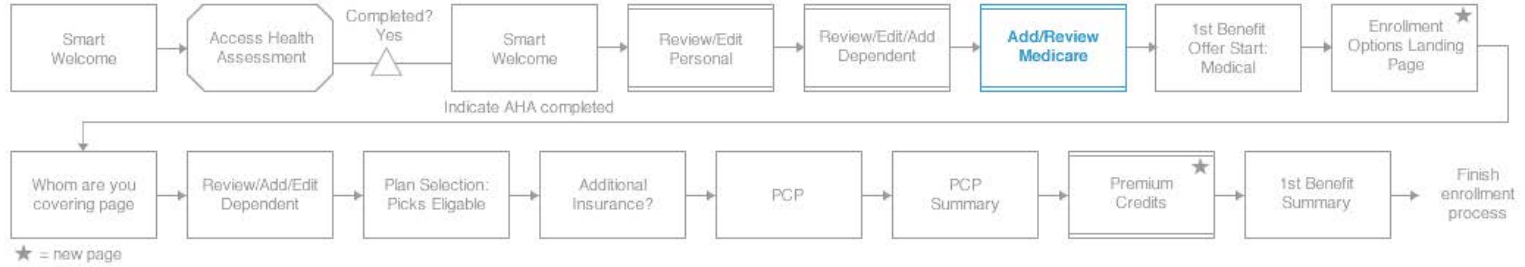 Smart
Welcome
Access Health
Assessment
Completed?
Yes
Smart
Welcome
Indicate AHA completed
Review/Edit
Personal
Review/Edit/Add
Dependent
Add/Review
Medicare
1st Benefit
Offer Start:
Medical
Enrollment
Options Landing
Page
Whom are you
covering page
Review/Add/Edit
Dependent
Plan Selection:
Picks Eligable
Additional
Insurance?
PCP
PCP
Summary
Premium
Credits
1st Benefit
Summary
Finish
enrollment
process
★ = new page